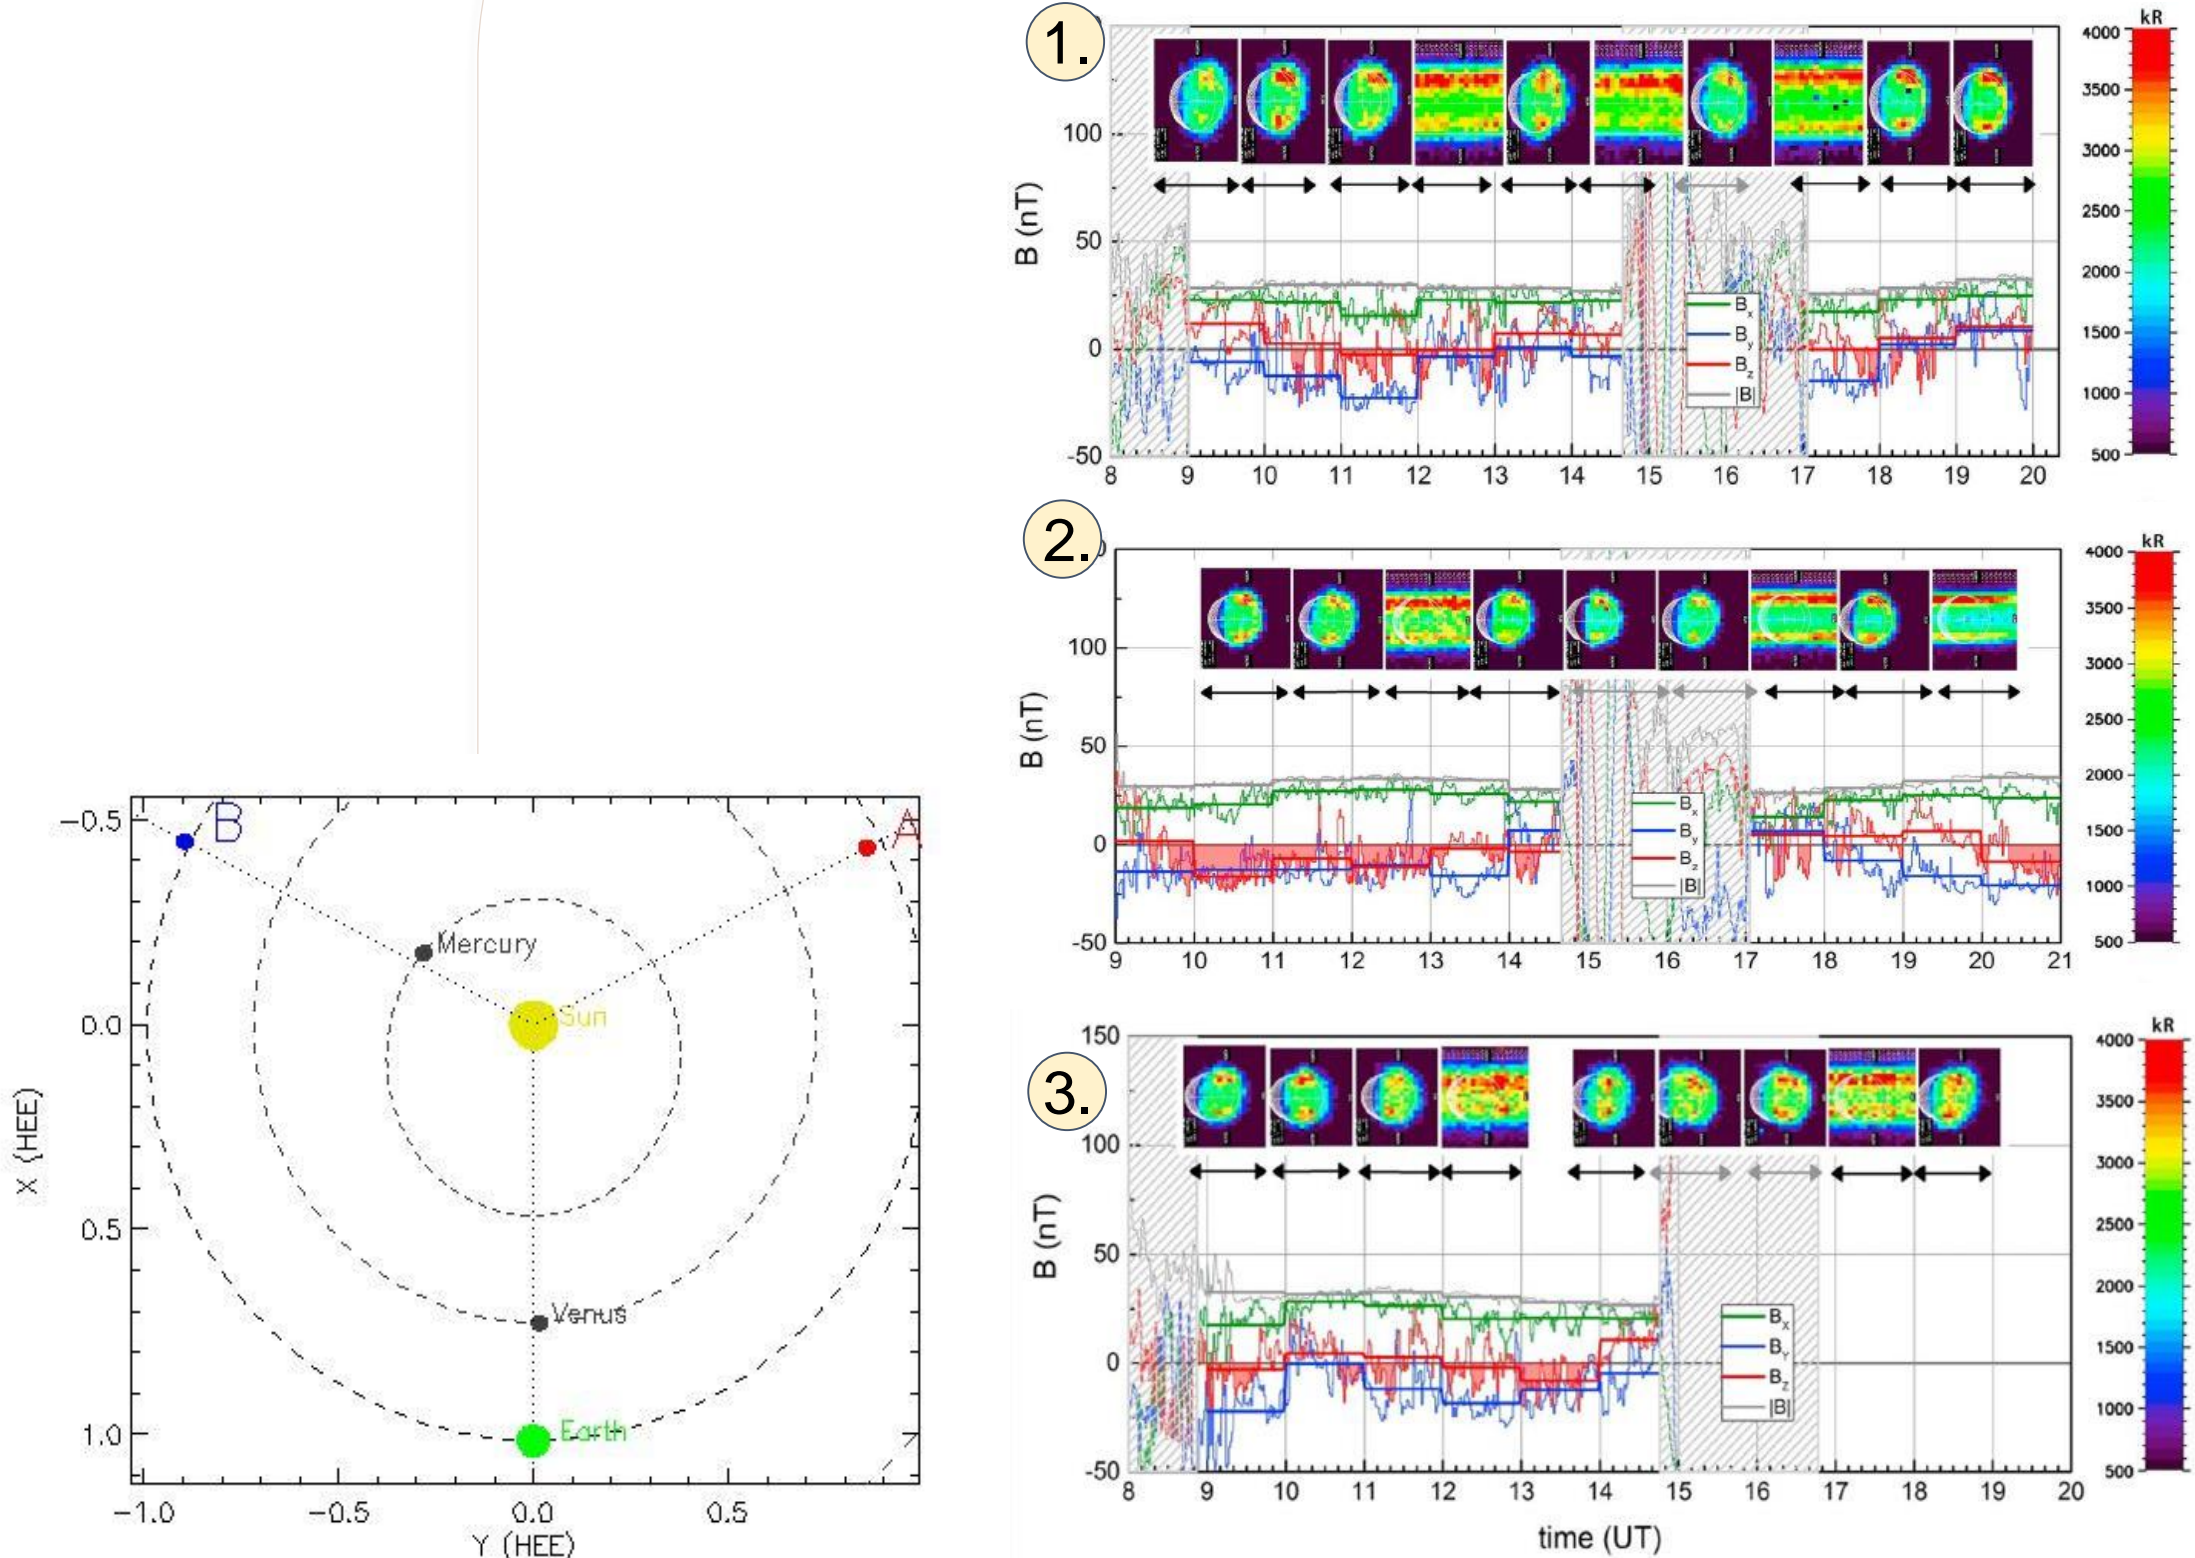 1.
kR
4000
3500
3000
2500
2000
1500
1000
500
B (nT)
100
50
0
-50
Bx
By
Bz
|B|
8 9 10 11 12 13 14 15 16 17 18 19 20
2.
kR
4000
3500
3000
2500
2000
1500
1000
500
B (nT)
100
50
0
-50
Bx
By
Bz
|B|
9 10 11 12 13 14 15 16 17 18 19 20 21
3.
kR
4000
3500
3000
2500
2000
1500
1000
500
B (nT)
150
100
50
0
-50
Bx
BY
Bz
|B|
8 9 10 11 12 13 14 15 16 17 18 19 20
time (UT)
B
A
Mercury
Sun
Venus
Earth
X (HEE)
−0.5
0.0
0.5
1.0
−1.0 −0.5 0.0 0.5
Y (HEE)